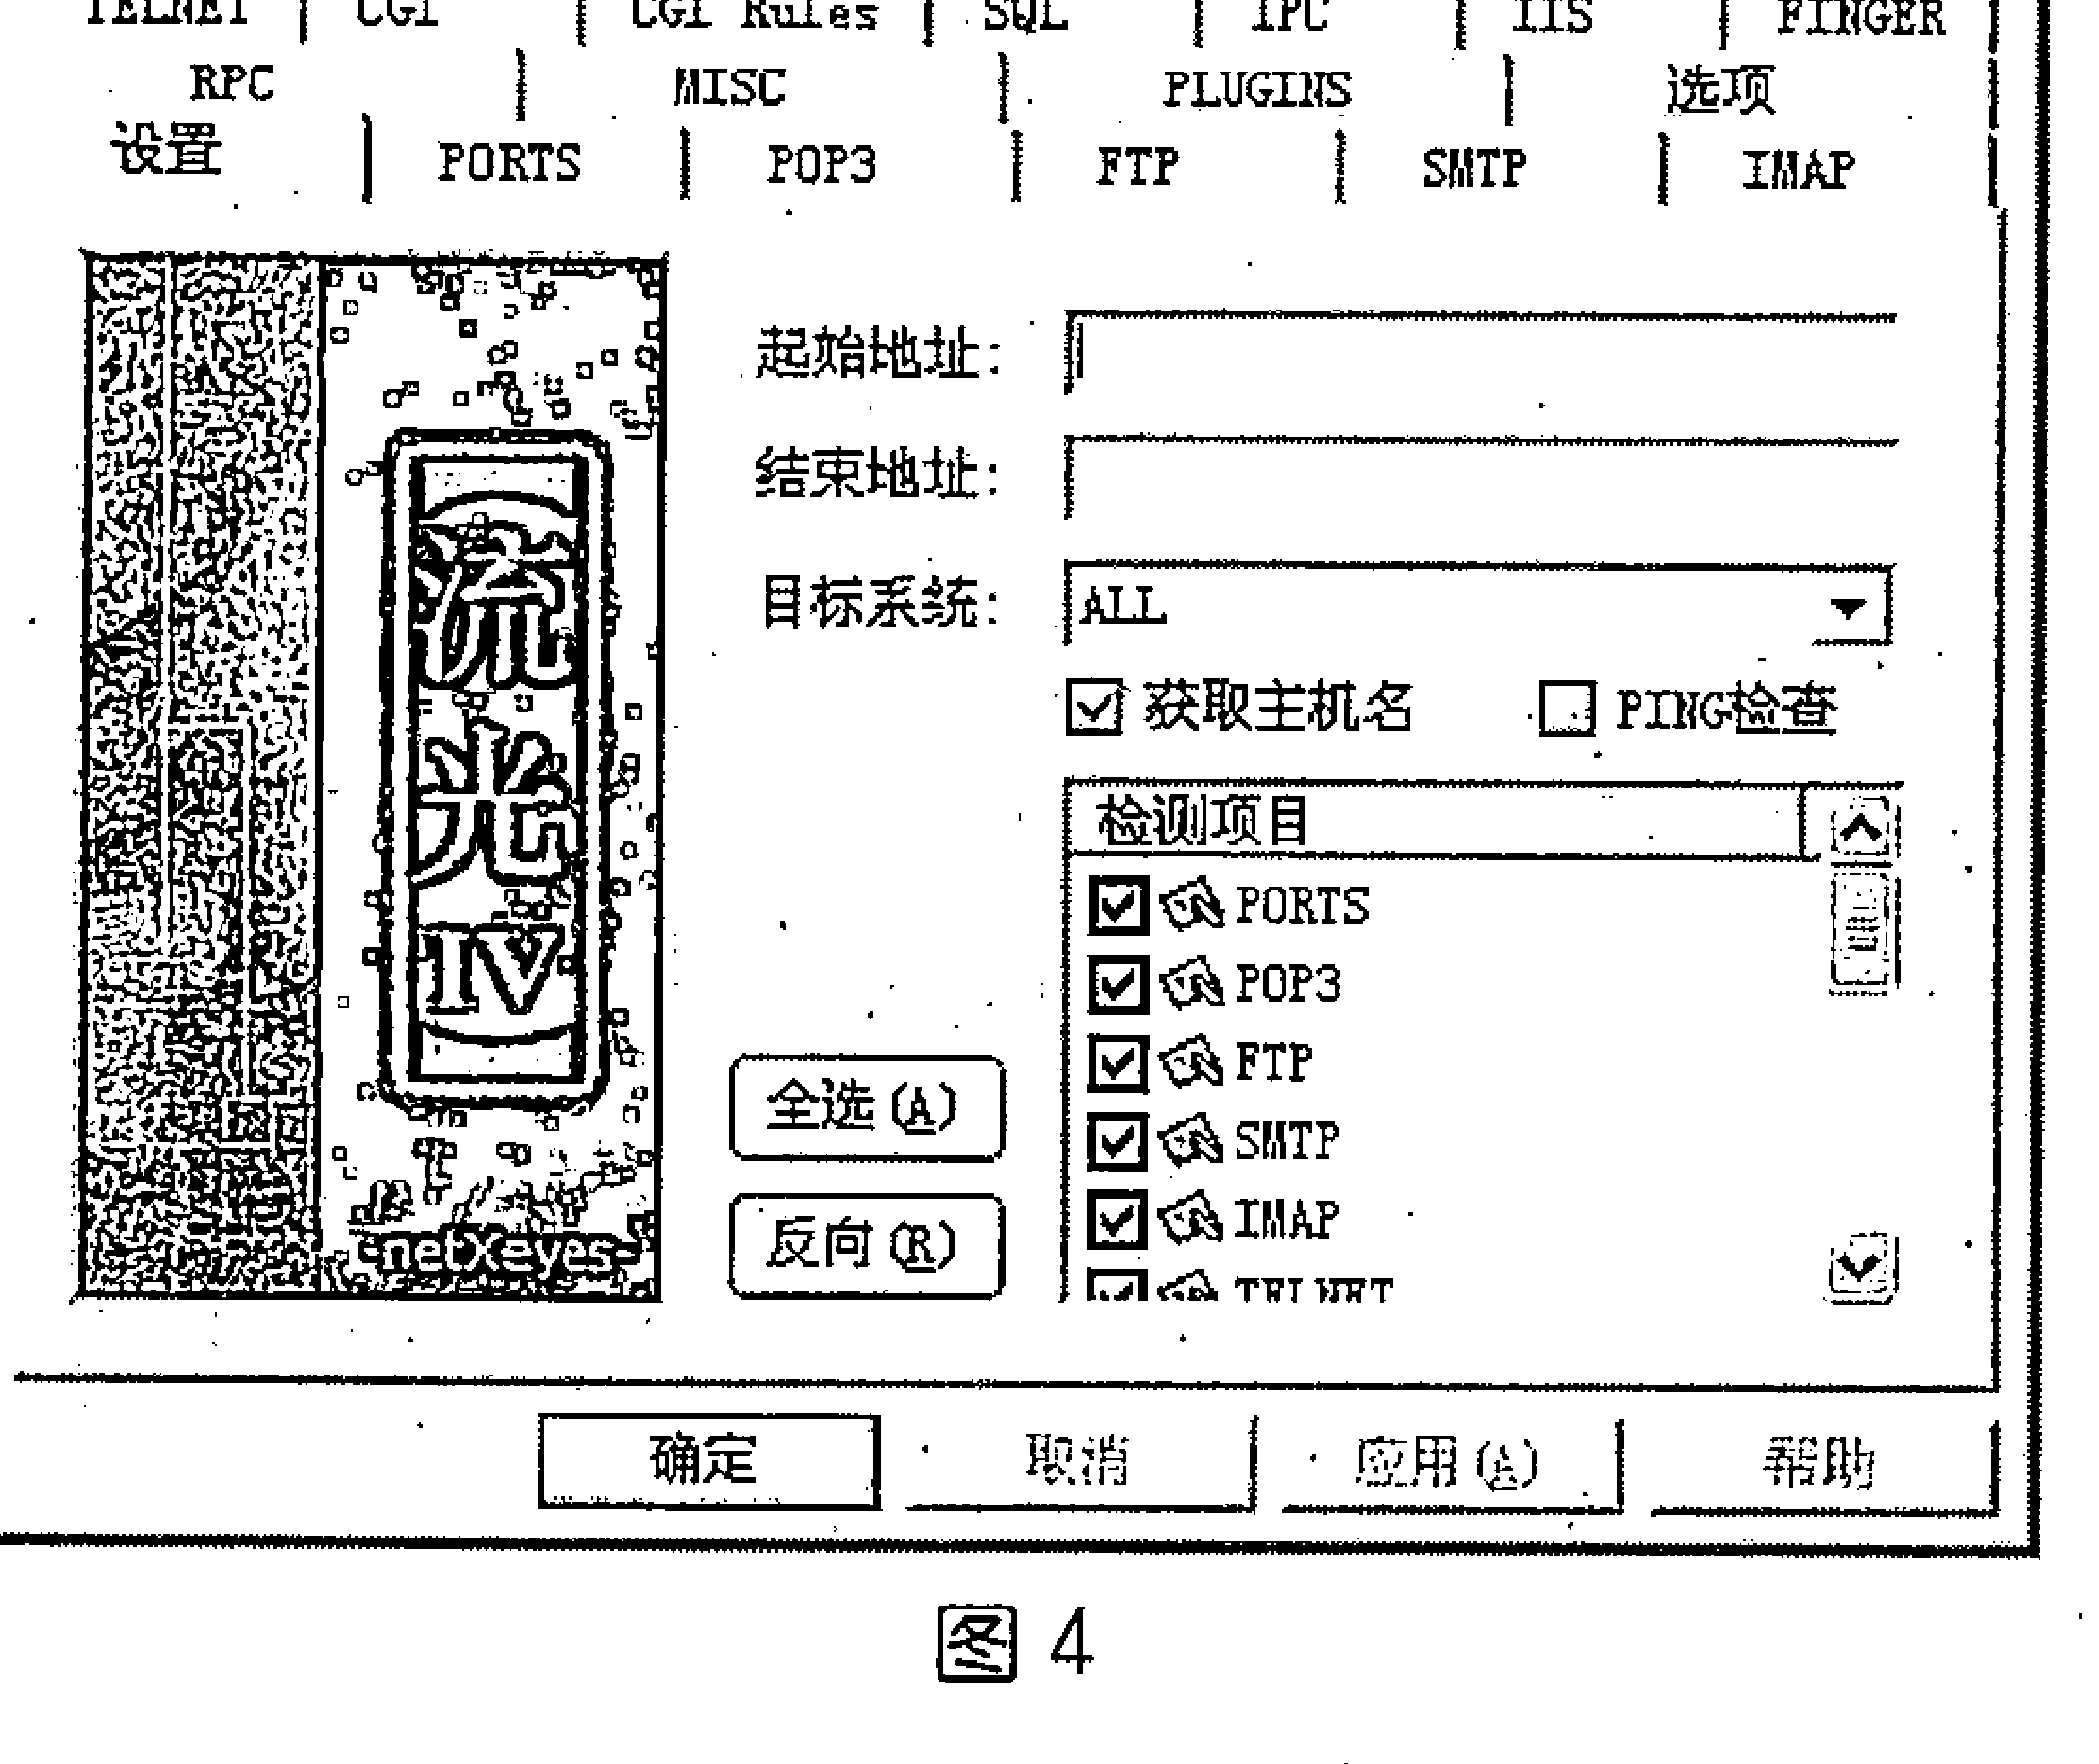 TELNET CGI CGI Rules SQL IPC IIS FINGER
RPC MISC PLUGINS 选项
设置 PORTS POP3 FTP SMTP IMAP
起始地址:
结束地址:
目标系统: ALL
获取主机名 PING检查
检测项目
PORTS
POP3
FTP
SMTP
IMAP
TELNET
流
光
IV
netXeyes
全选(A)
反向(R)
确定 取消 应用(A) 帮助
图 4